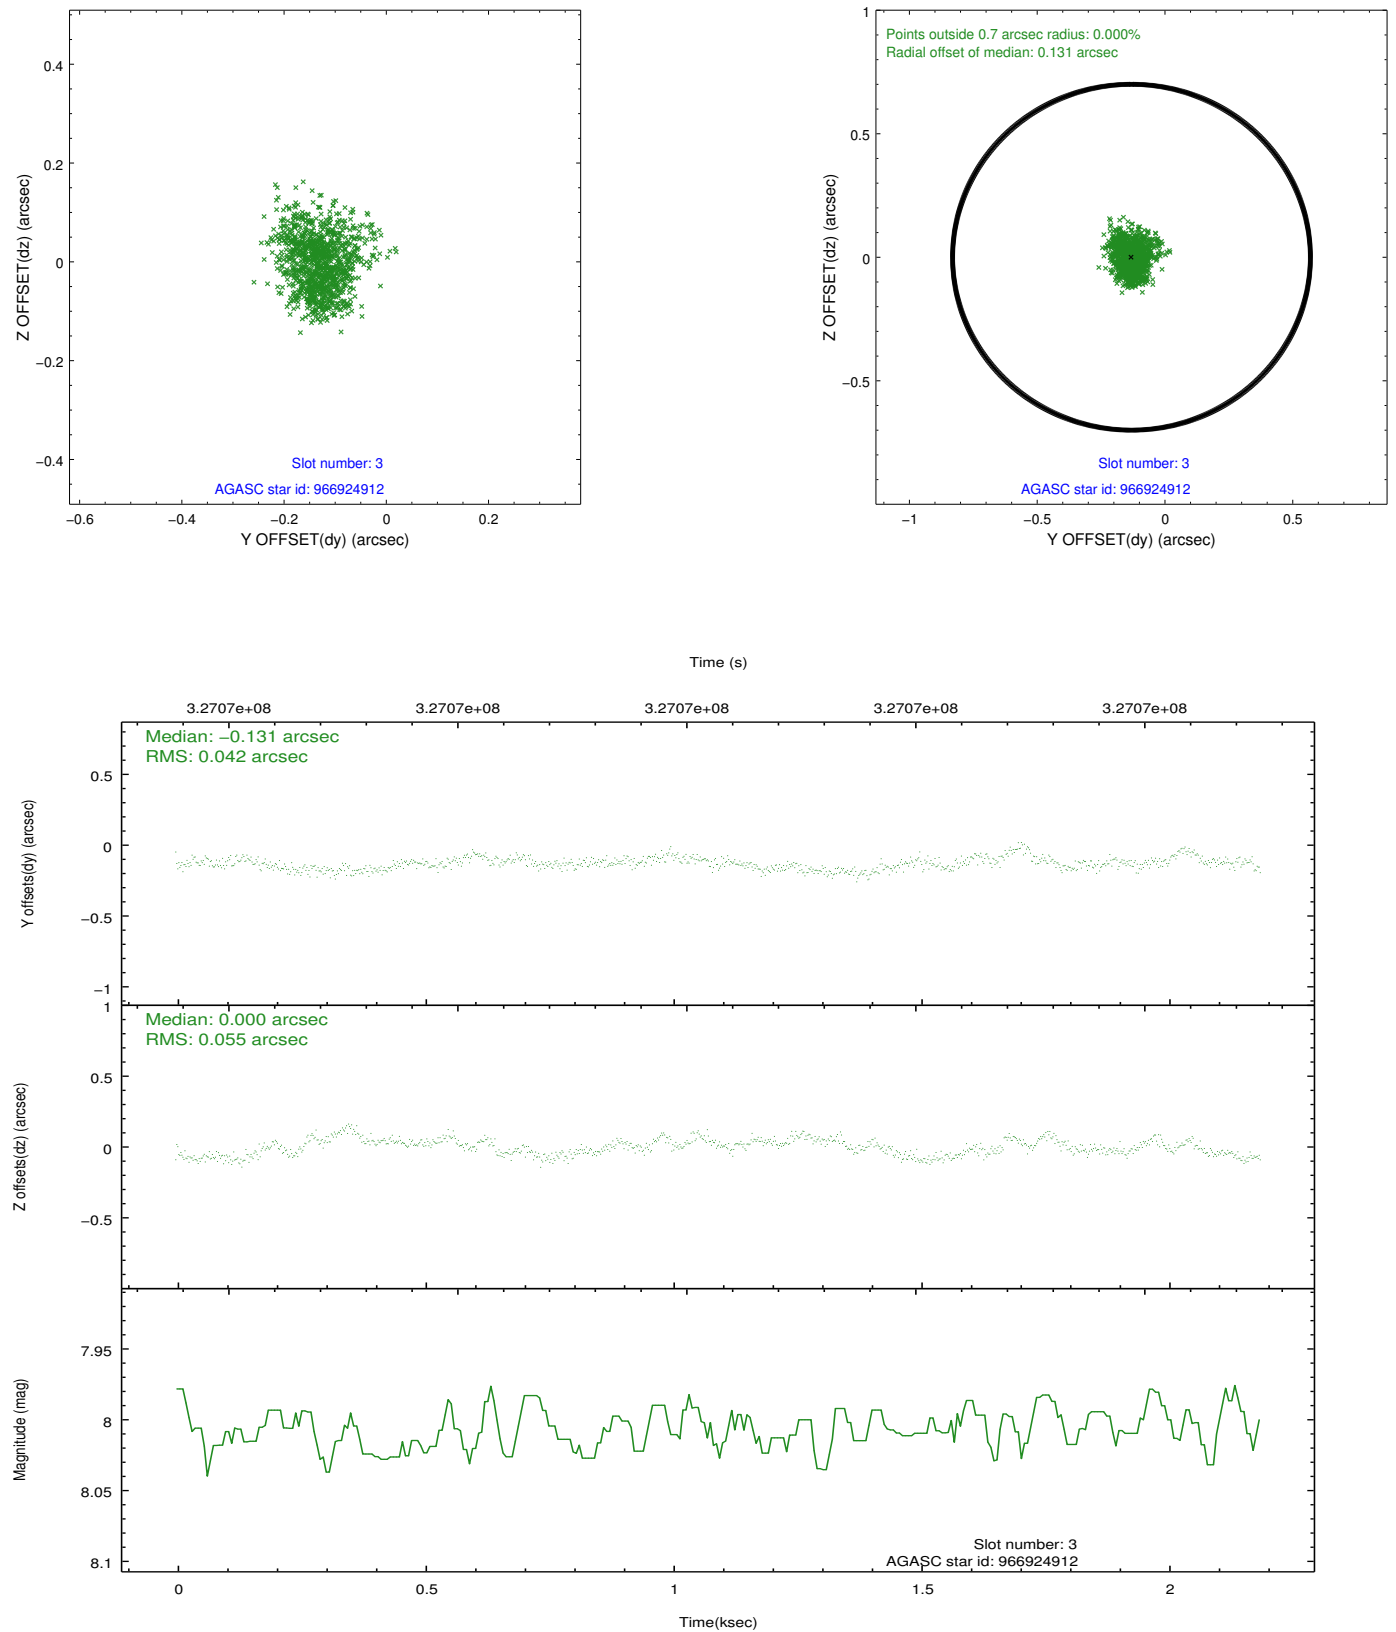 0.4
0.2
0
−0.2
−0.4
Z OFFSET(dz) (arcsec)
Slot number: 3
AGASC star id: 966924912
−0.6
−0.4
−0.2
0
0.2
Y OFFSET(dy) (arcsec)
1
0.5
0
−0.5
Z OFFSET(dz) (arcsec)
Points outside 0.7 arcsec radius: 0.000%
Radial offset of median: 0.131 arcsec
Slot number: 3
AGASC star id: 966924912
−1
−0.5
0
0.5
Y OFFSET(dy) (arcsec)
Time (s)
3.2707e+08
3.2707e+08
3.2707e+08
3.2707e+08
3.2707e+08
Median: −0.131 arcsec
RMS: 0.042 arcsec
0.5
0
−0.5
−1
Y offsets(dy) (arcsec)
1
Median: 0.000 arcsec
RMS: 0.055 arcsec
0.5
0
−0.5
Z offsets(dz) (arcsec)
7.95
8
8.05
8.1
Magnitude (mag)
Slot number: 3
AGASC star id: 966924912
0
0.5
1
1.5
2
Time(ksec)